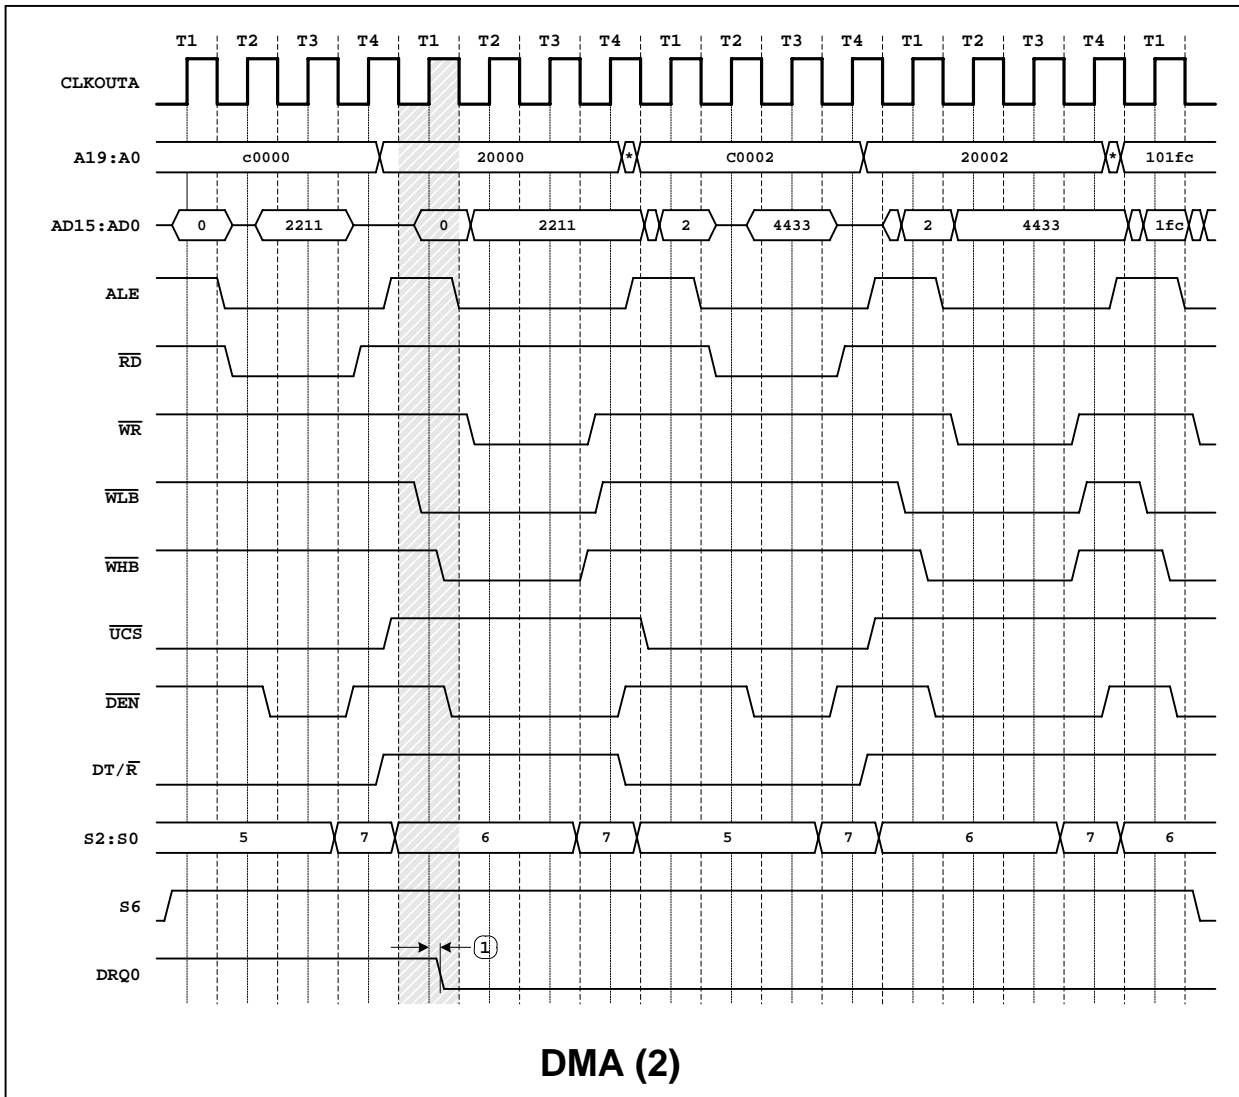 T1 T2 T3 T4 T1 T2 T3 T4 T1 T2 T3 T4 T1 T2 T3 T4 T1
CLKOUTA
A19:A0 c0000 20000 * C0002 20002 * 101fc
AD15:AD0 0 2211 0 2211 2 4433 2 4433 1fc
ALE
RD
WR
WLB
WHB
UCS
DEN
DT/R
S2:S0 5 7 6 7 5 7 6 7 6
S6
1
DRQ0
DMA (2)